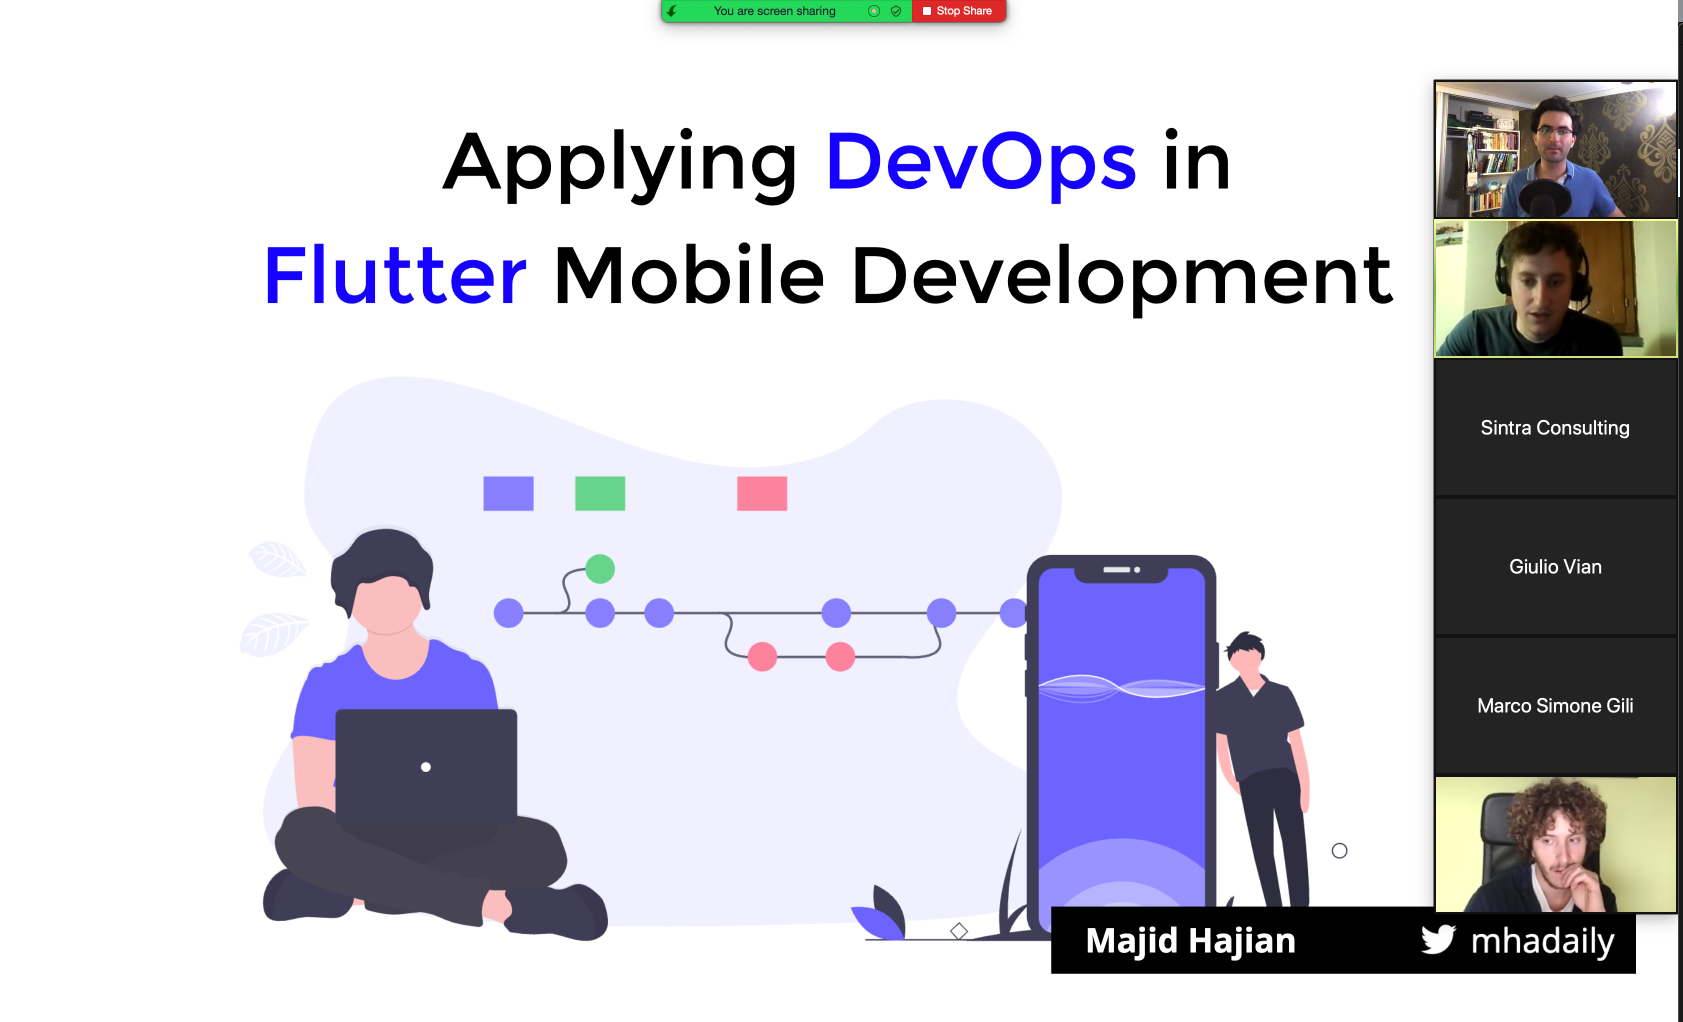 You are screen sharing
Stop Share
Applying DevOps in
Flutter Mobile Development
Sintra Consulting
Giulio Vian
Marco Simone Gili
Majid Hajian
mhadaily